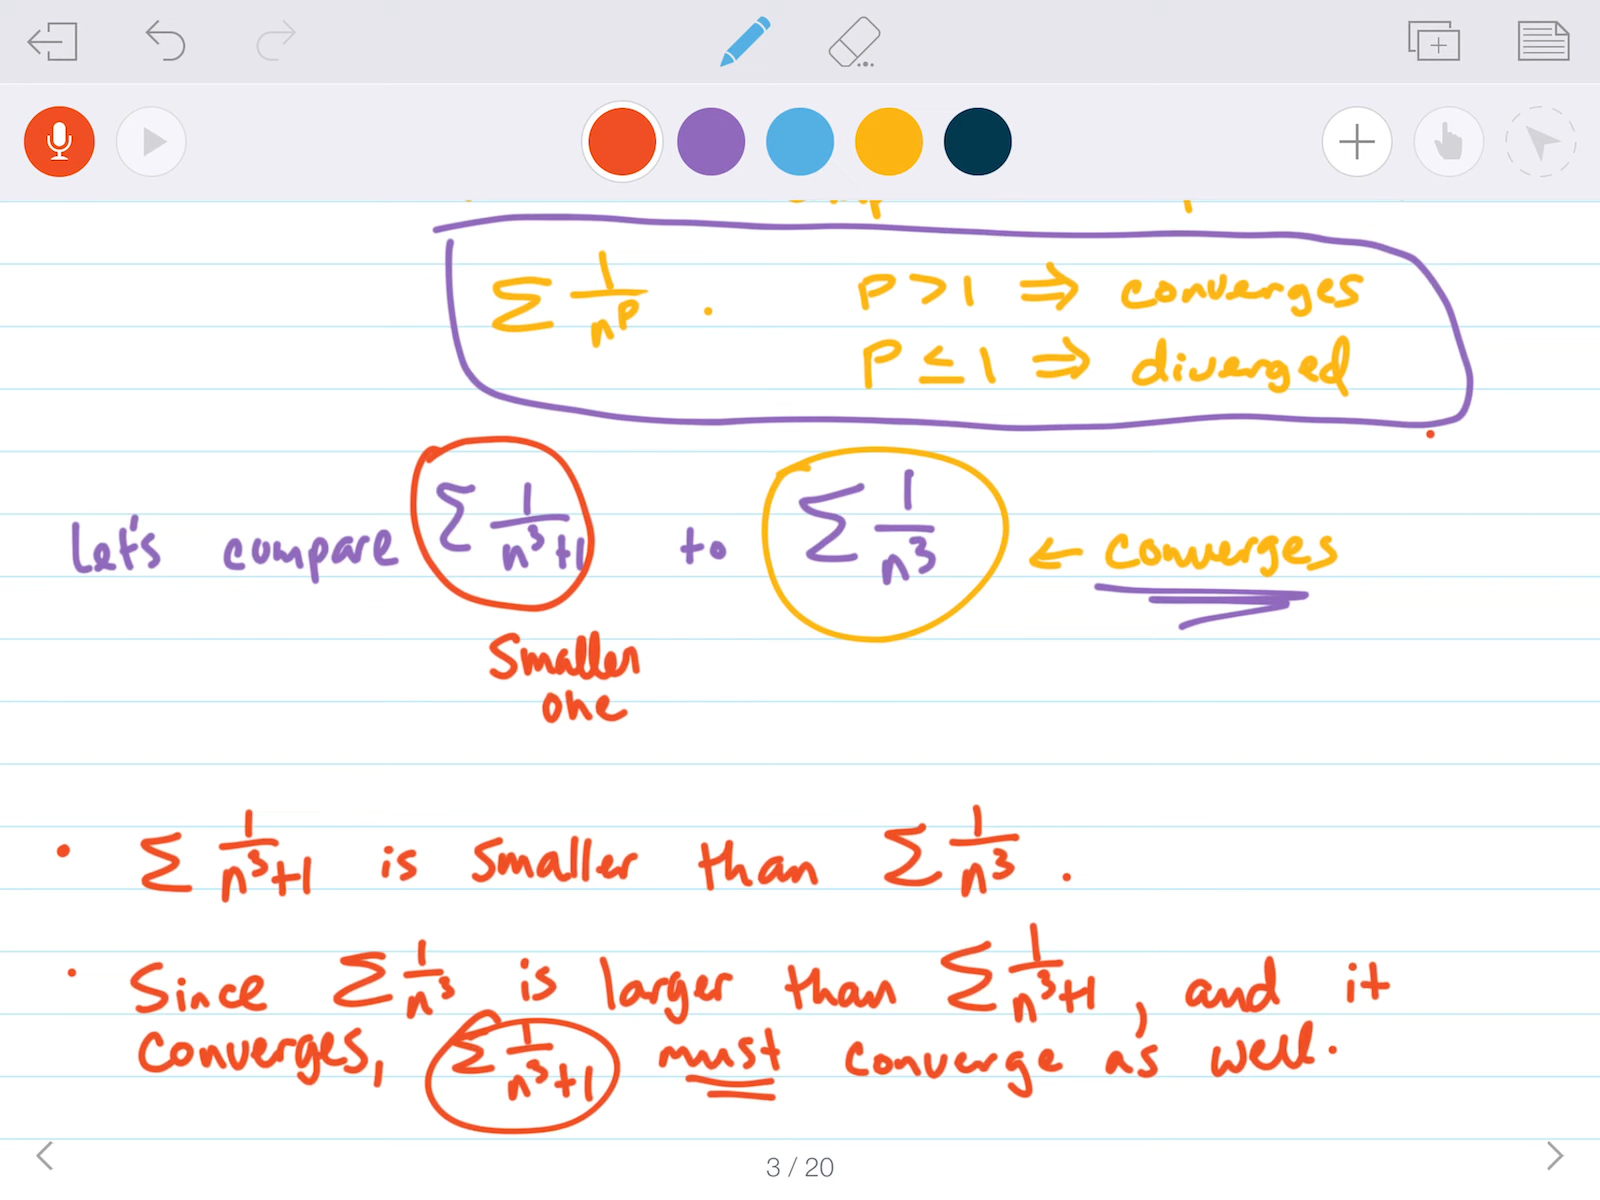 ∑ 1/n^p . P > 1 ⇒ converges
P ≤ 1 ⇒ diverged
Let's compare ∑ 1/n³+1 to ∑ 1/n³ ← converges
Smaller
one
• ∑ 1/n³+1 is smaller than ∑ 1/n³ .
• Since ∑ 1/n³ is larger than ∑ 1/n³+1 , and it
converges, ∑ 1/n³+1 must converge as well.
3 / 20